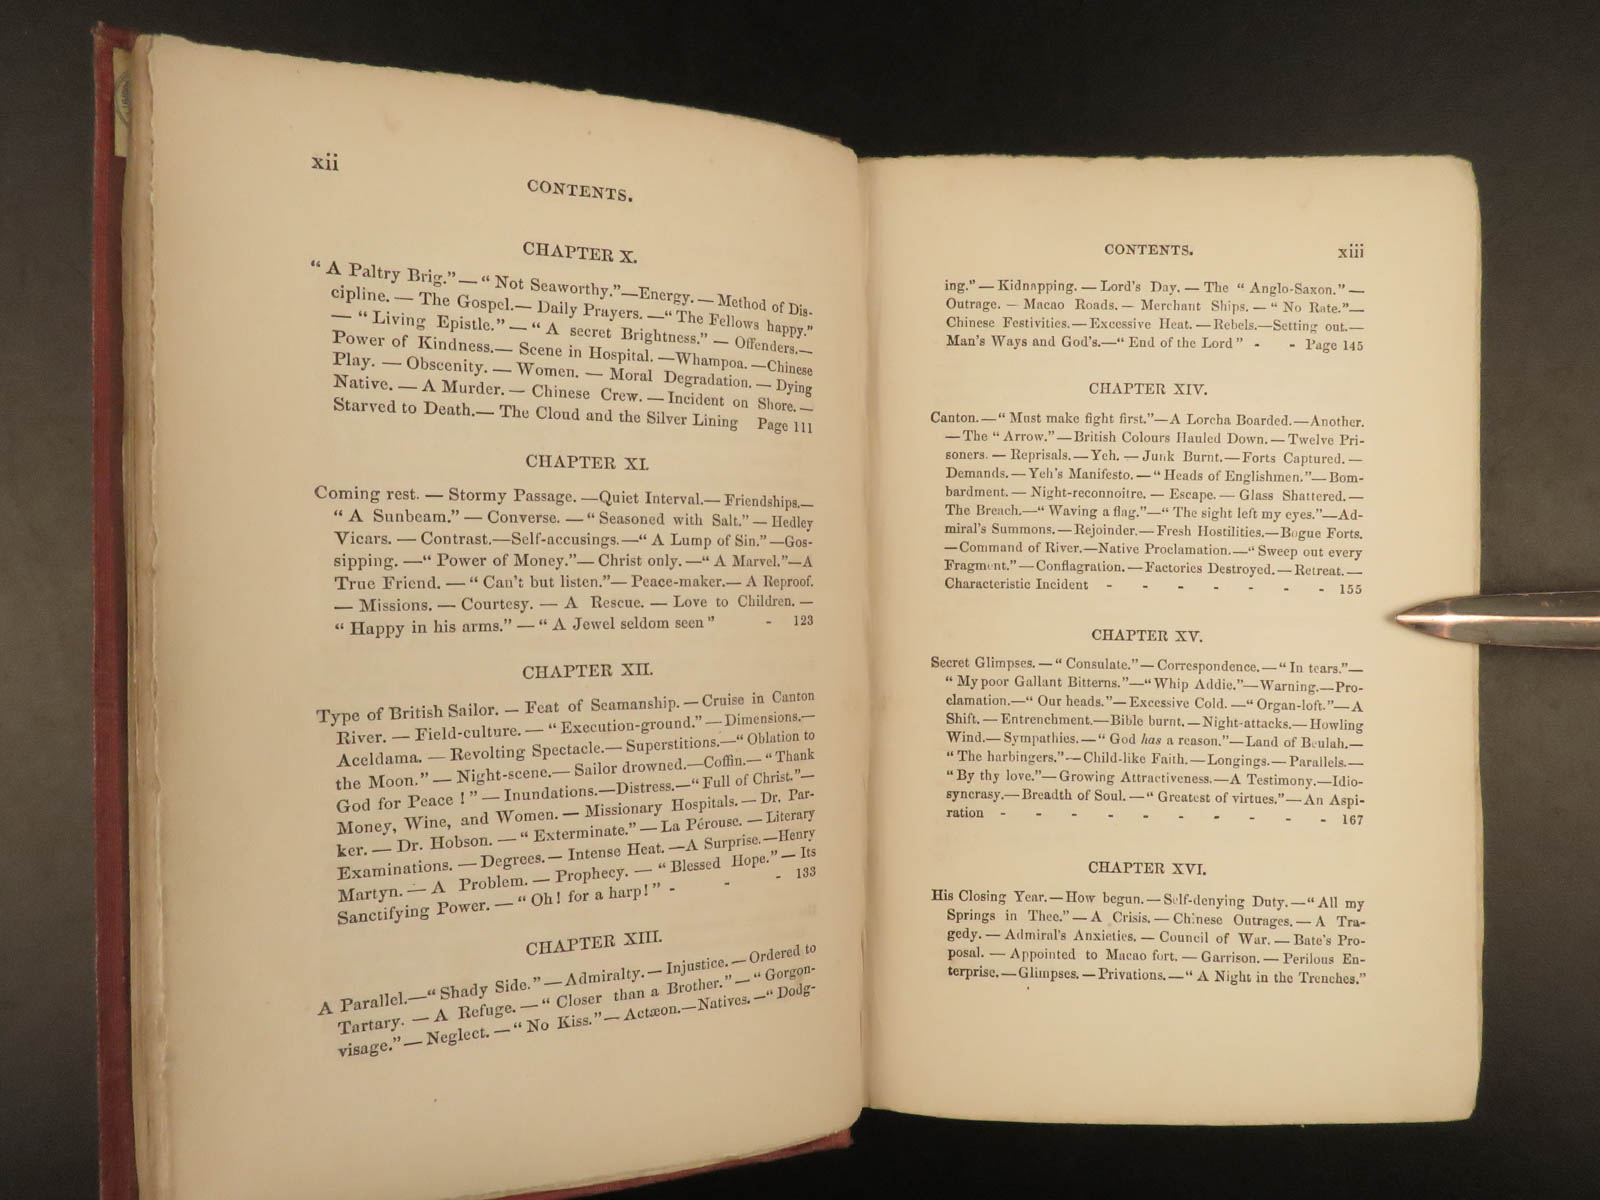 xii
CONTENTS.
CHAPTER X.
“A Paltry Brig.”—“Not Seaworthy.”—Energy.—Method of Dis-
cipline.—The Gospel.—Daily Prayers.—“The Fellows happy.”
—“Living Epistle.”—“A secret Brightness.”—Offenders.—
Power of Kindness.—Scene in Hospital.—Whampoa.—Chinese
Play.—Obscenity.—Women.—Moral Degradation.—Dying
Native.—A Murder.—Chinese Crew.—Incident on Shore.—
Starved to Death.—The Cloud and the Silver Lining Page 111
CHAPTER XI.
Coming rest.—Stormy Passage.—Quiet Interval.—Friendships.—
“A Sunbeam.”—Converse.—“Seasoned with Salt.”—Hedley
Vicars.—Contrast.—Self-accusings.—“A Lump of Sin.”—Gos-
sipping.—“Power of Money.”—Christ only.—“A Marvel.”—A
True Friend.—“Can’t but listen.”—Peace-maker.—A Reproof.
—Missions.—Courtesy.—A Rescue.—Love to Children.—
“Happy in his arms.”—“A Jewel seldom seen” - 123
CHAPTER XII.
Type of British Sailor.—Feat of Seamanship.—Cruise in Canton
River.—Field-culture.—“Execution-ground.”—Dimensions.—
Aceldama.—Revolting Spectacle.—Superstitions.—“Oblation to
the Moon.”—Night-scene.—Sailor drowned.—Coffin.—“Thank
God for Peace!”—Inundations.—Distress.—“Full of Christ.”—
Money, Wine, and Women.—Missionary Hospitals.—Dr. Par-
ker.—Dr. Hobson.—“Exterminate.”—La Pérouse.—Literary
Examinations.—Degrees.—Intense Heat.—A Surprise.—Henry
Martyn.—A Problem.—Prophecy.—“Blessed Hope.”—Its
Sanctifying Power.—“Oh! for a harp!” - - - 133
CHAPTER XIII.
A Parallel.—“Shady Side.”—Admiralty.—Injustice.—Ordered to
Tartary.—A Refuge.—“Closer than a Brother.”—“Gorgon-
visage.”—Neglect.—“No Kiss.”—Actæon.—Natives.—“Dodg-
CONTENTS. xiii
ing.”—Kidnapping.—Lord’s Day.—The “Anglo-Saxon.”—
Outrage.—Macao Roads.—Merchant Ships.—“No Rate.”—
Chinese Festivities.—Excessive Heat.—Rebels.—Setting out.—
Man’s Ways and God’s.—“End of the Lord” - - Page 145
CHAPTER XIV.
Canton.—“Must make fight first.”—A Lorcha Boarded.—Another.
—The “Arrow.”—British Colours Hauled Down.—Twelve Pri-
soners.—Reprisals.—Yeh.—Junk Burnt.—Forts Captured.—
Demands.—Yeh’s Manifesto.—“Heads of Englishmen.”—Bom-
bardment.—Night-reconnoitre.—Escape.—Glass Shattered.—
The Breach.—“Waving a flag.”—“The sight left my eyes.”—Ad-
miral’s Summons.—Rejoinder.—Fresh Hostilities.—Bogue Forts.
—Command of River.—Native Proclamation.—“Sweep out every
Fragment.”—Conflagration.—Factories Destroyed.—Retreat.—
Characteristic Incident - - - - - - - 155
CHAPTER XV.
Secret Glimpses.—“Consulate.”—Correspondence.—“In tears.”—
“My poor Gallant Bitterns.”—“Whip Addie.”—Warning.—Pro-
clamation.—“Our heads.”—Excessive Cold.—“Organ-loft.”—A
Shift.—Entrenchment.—Bible burnt.—Night-attacks.—Howling
Wind.—Sympathies.—“God has a reason.”—Land of Beulah.—
“The harbingers.”—Child-like Faith.—Longings.—Parallels.—
“By thy love.”—Growing Attractiveness.—A Testimony.—Idio-
syncrasy.—Breadth of Soul.—“Greatest of virtues.”—An Aspi-
ration - - - - - - - - - - 167
CHAPTER XVI.
His Closing Year.—How begun.—Self-denying Duty.—“All my
Springs in Thee.”—A Crisis.—Chinese Outrages.—A Tra-
gedy.—Admiral’s Anxieties.—Council of War.—Bate’s Pro-
posal.—Appointed to Macao fort.—Garrison.—Perilous En-
terprise.—Glimpses.—Privations.—“A Night in the Trenches.”